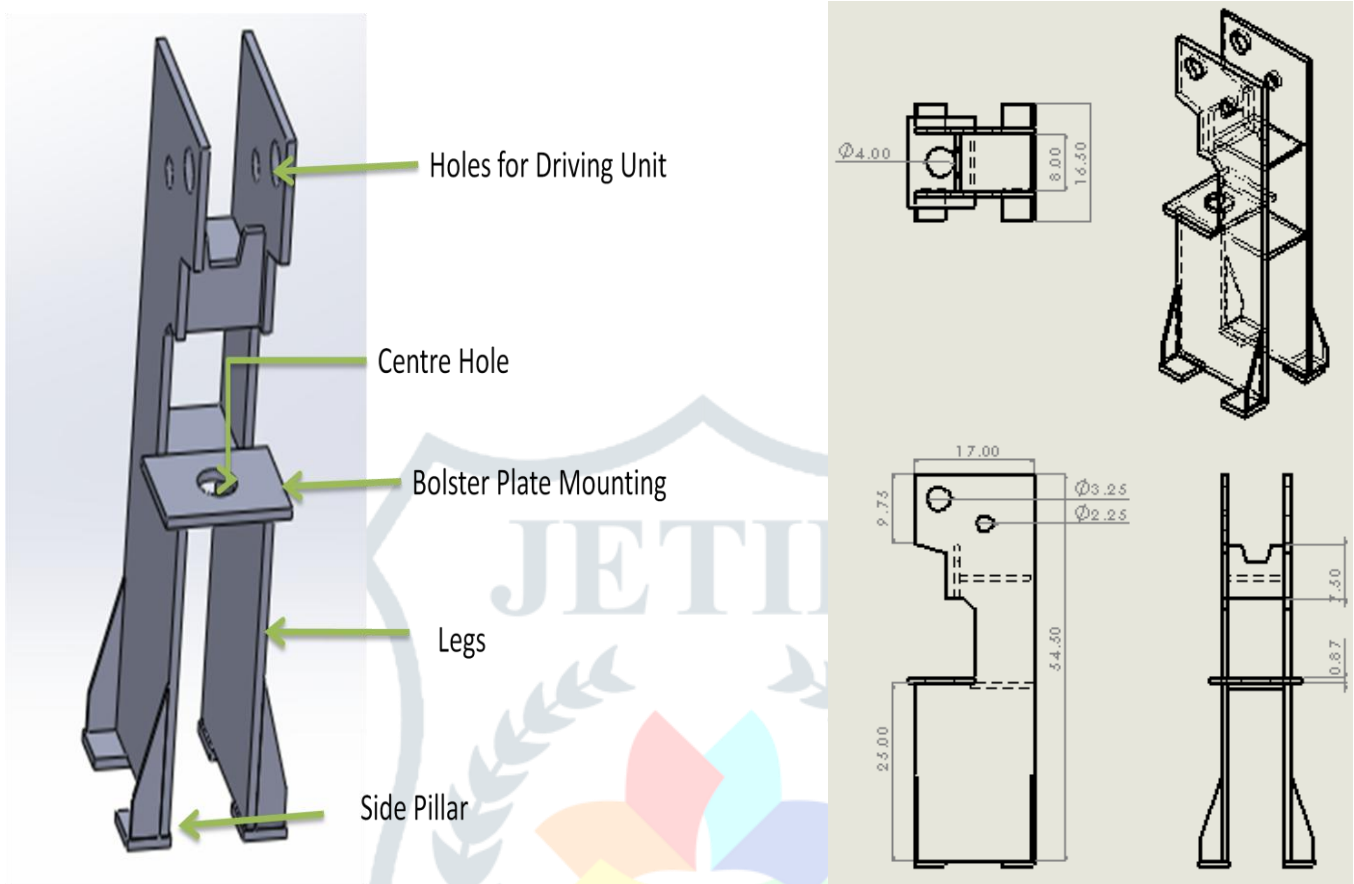 Holes for Driving Unit
Centre Hole
Bolster Plate Mounting
Legs
Side Pillar
JETI
Ø4.00
8.00
16.50
17.00
9.75
Ø3.25
Ø2.25
54.50
25.00
7.50
0.87